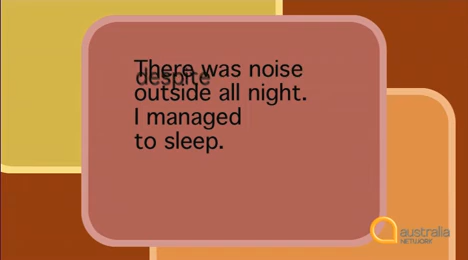 There was noise
despite
outside all night.
I managed
to sleep.
australia
NETWORK